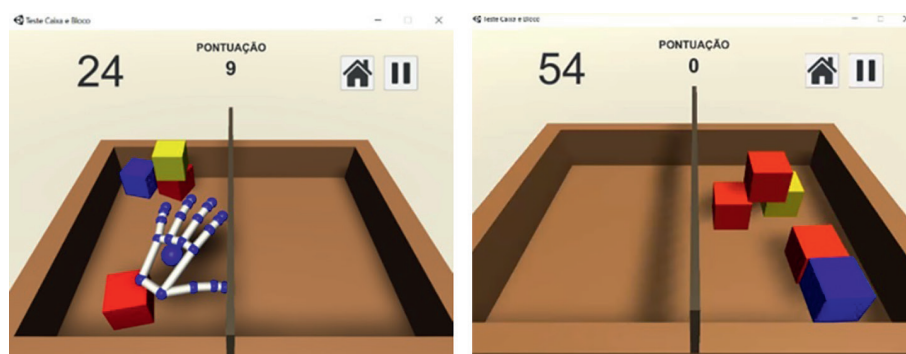 Teste Caixa e Bloco
24
PONTUAÇÃO
9
Teste Caixa e Bloco
54
PONTUAÇÃO
0